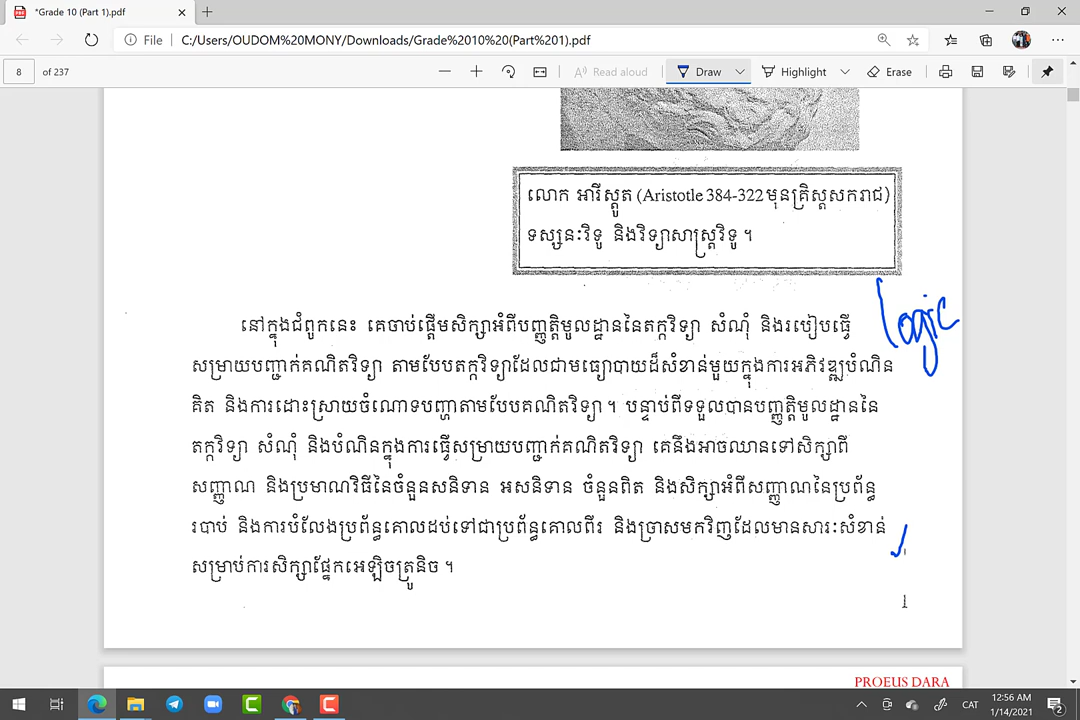 *Grade 10 (Part 1).pdf
File C:/Users/OUDOM%20MONY/Downloads/Grade%2010%20(Part%201).pdf
8 of 237 Read aloud Draw Highlight Erase
លោក អារីស្តូត (Aristotle 384-322 មុនគ្រិស្តសករាជ)
ទស្សនៈវិទូ និងវិទ្យាសាស្ត្រវិទូ ។
logic
នៅក្នុងជំពូកនេះ គេចាប់ផ្តើមសិក្សាអំពីបញ្ញត្តិមូលដ្ឋាននៃតក្កវិទ្យា សំណុំ និងរបៀបធ្វើ
សម្រាយបញ្ជាក់គណិតវិទ្យា តាមបែបតក្កវិទ្យាដែលជាមធ្យោបាយដ៏សំខាន់មួយក្នុងការអភិវឌ្ឍបំណិន
គិត និងការដោះស្រាយចំណោទបញ្ហាតាមបែបគណិតវិទ្យា ។ បន្ទាប់ពីទទួលបានបញ្ញត្តិមូលដ្ឋាននៃ
តក្កវិទ្យា សំណុំ និងបំណិនក្នុងការធ្វើសម្រាយបញ្ជាក់គណិតវិទ្យា គេនឹងអាចឈានទៅសិក្សាពី
សញ្ញាណ និងប្រមាណវិធីនៃចំនួនសនិទាន អសនិទាន ចំនួនពិត និងសិក្សាអំពីសញ្ញាណនៃប្រព័ន្ធ
របាប់ និងការបំលែងប្រព័ន្ធគោលដប់ទៅជាប្រព័ន្ធគោលពីរ និងច្រាសមកវិញដែលមានសារៈសំខាន់
សម្រាប់ការសិក្សាផ្នែកអេឡិចត្រូនិច ។
1
PROEUS DARA
CAT 12:56 AM
1/14/2021
2